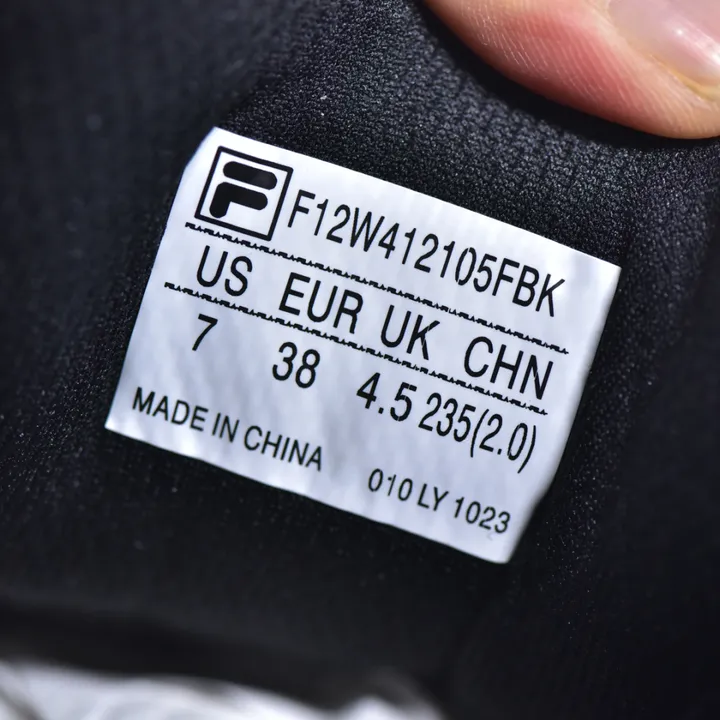 F12W412105FBK
US EUR UK CHN
7 38 4.5 235(2.0)
MADE IN CHINA
010 LY 1023